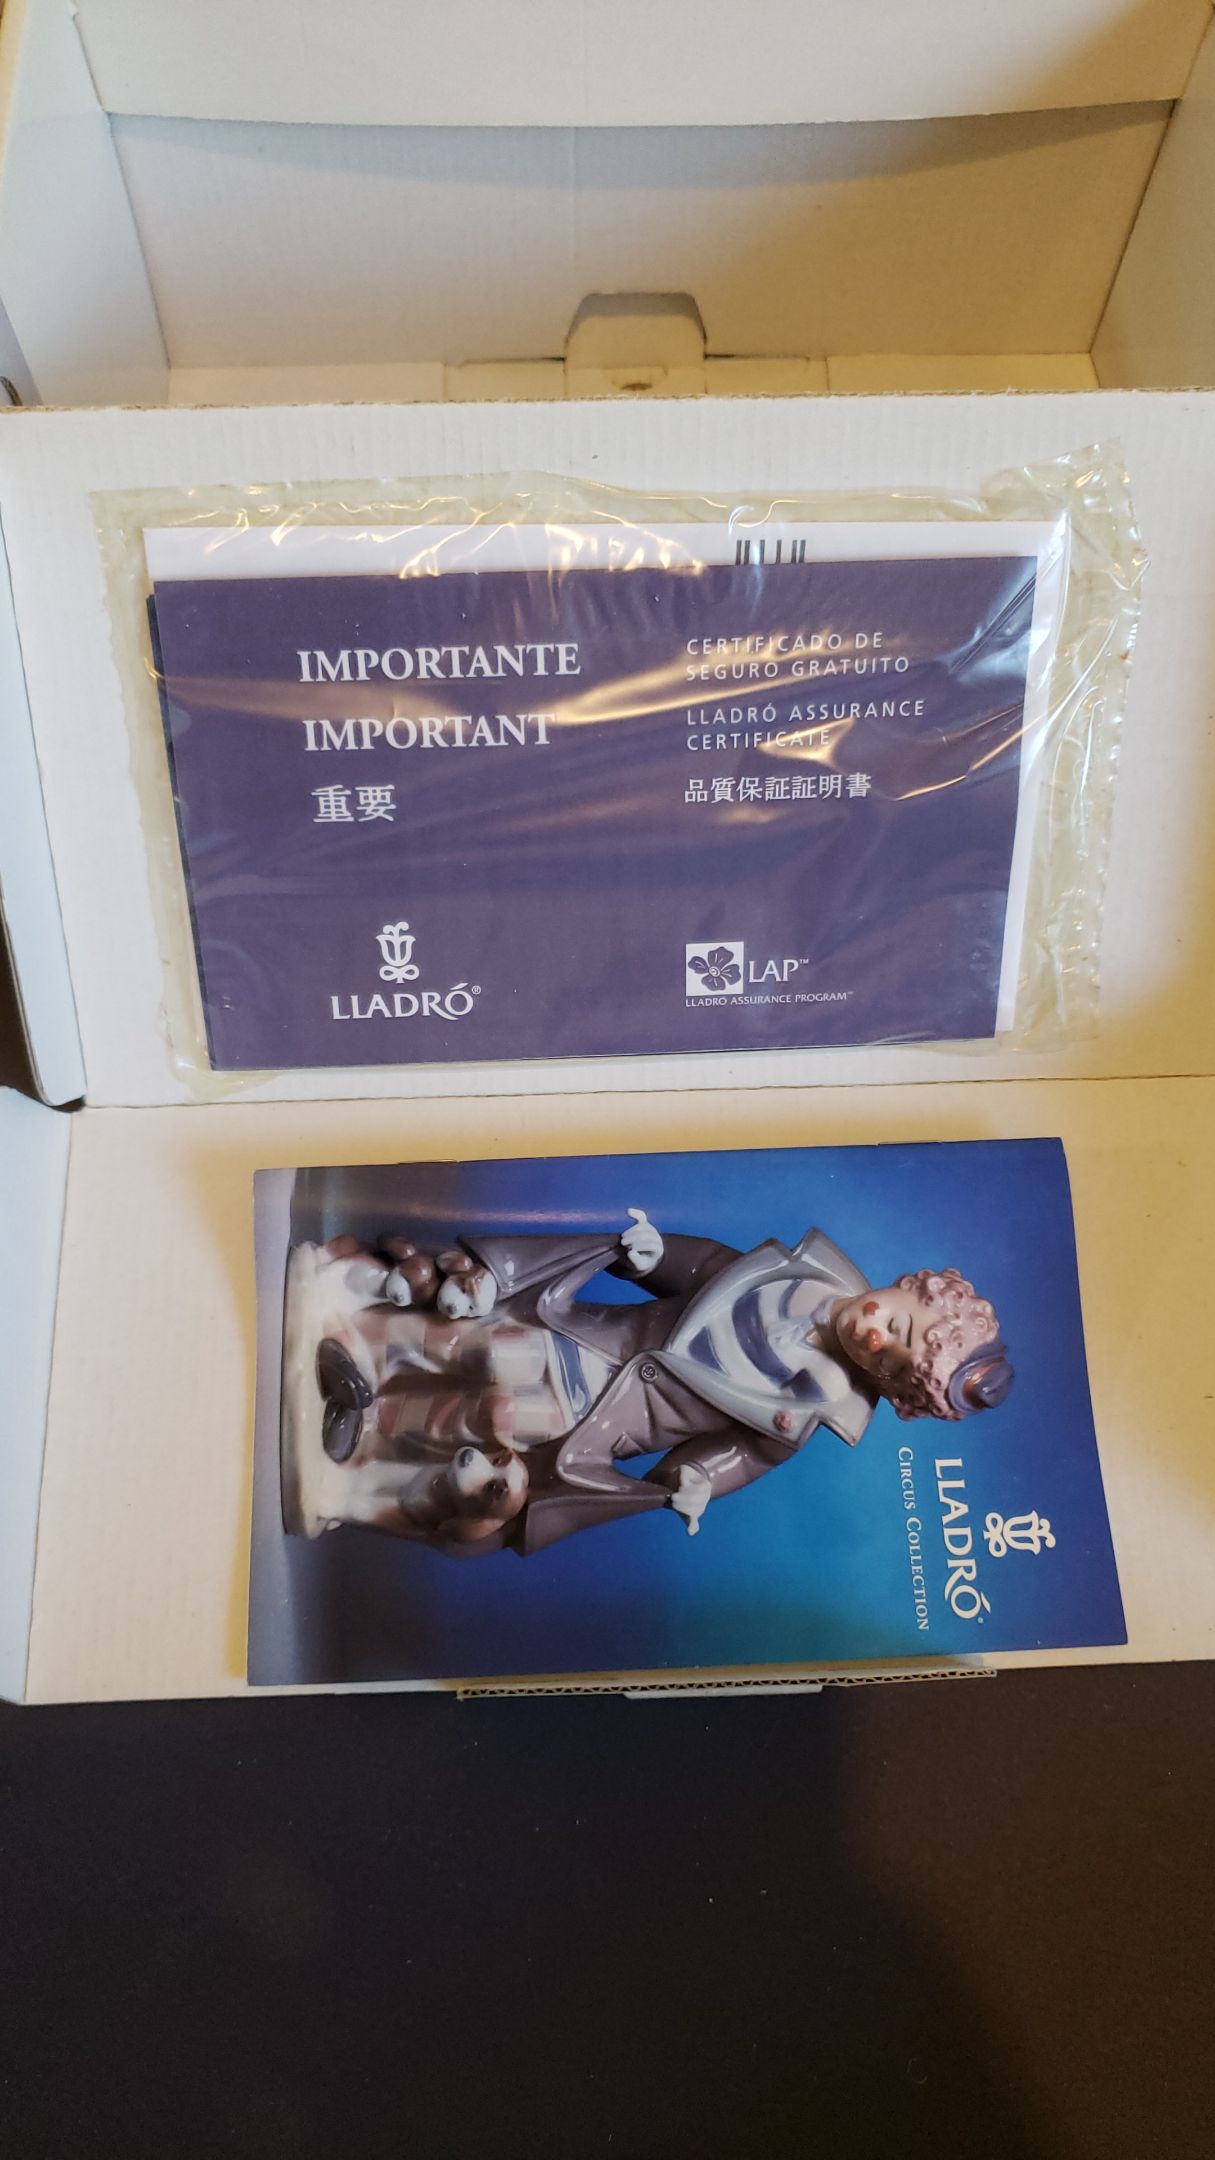 IMPORTANTE
IMPORTANT
重要
LLADRÓ®
CERTIFICADO DE
SEGURO GRATUITO
LLADRÓ ASSURANCE
CERTIFICATE
品質保証証明書
LAP™
LLADRÓ ASSURANCE PROGRAM™
LLADRÓ®
CIRCUS COLLECTION